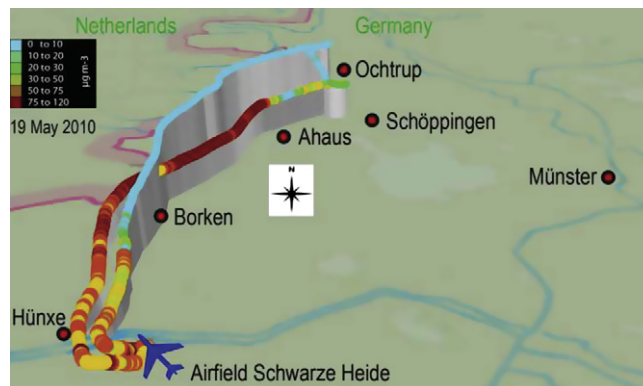 Netherlands
Germany
0 to 10
10 to 20
20 to 30
30 to 50
50 to 75
75 to 120
µg m-3
19 May 2010
Ochtrup
Schöppingen
Ahaus
N
Münster
Borken
Hünxe
Airfield Schwarze Heide